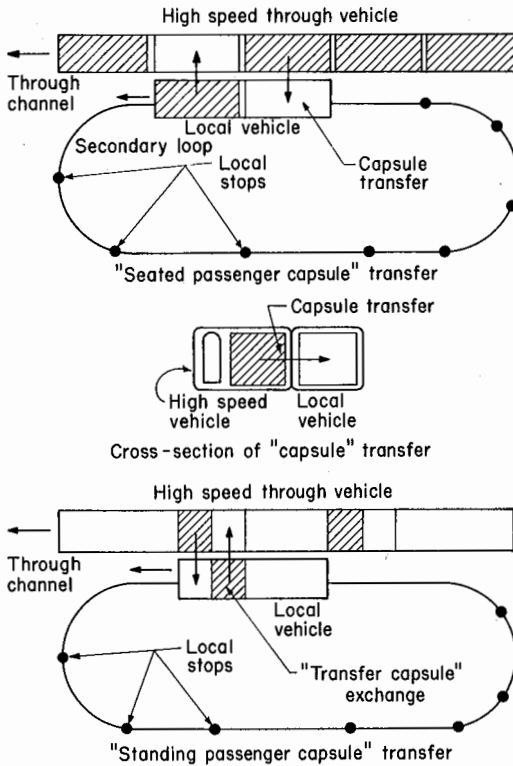 High speed through vehicle
Through
channel
Local vehicle
Secondary loop
Local
stops
Capsule
transfer
"Seated passenger capsule" transfer
Capsule transfer
High speed
vehicle
Local
vehicle
Cross-section of "capsule" transfer
High speed through vehicle
Through
channel
Local
vehicle
Local
stops
"Transfer capsule"
exchange
"Standing passenger capsule" transfer